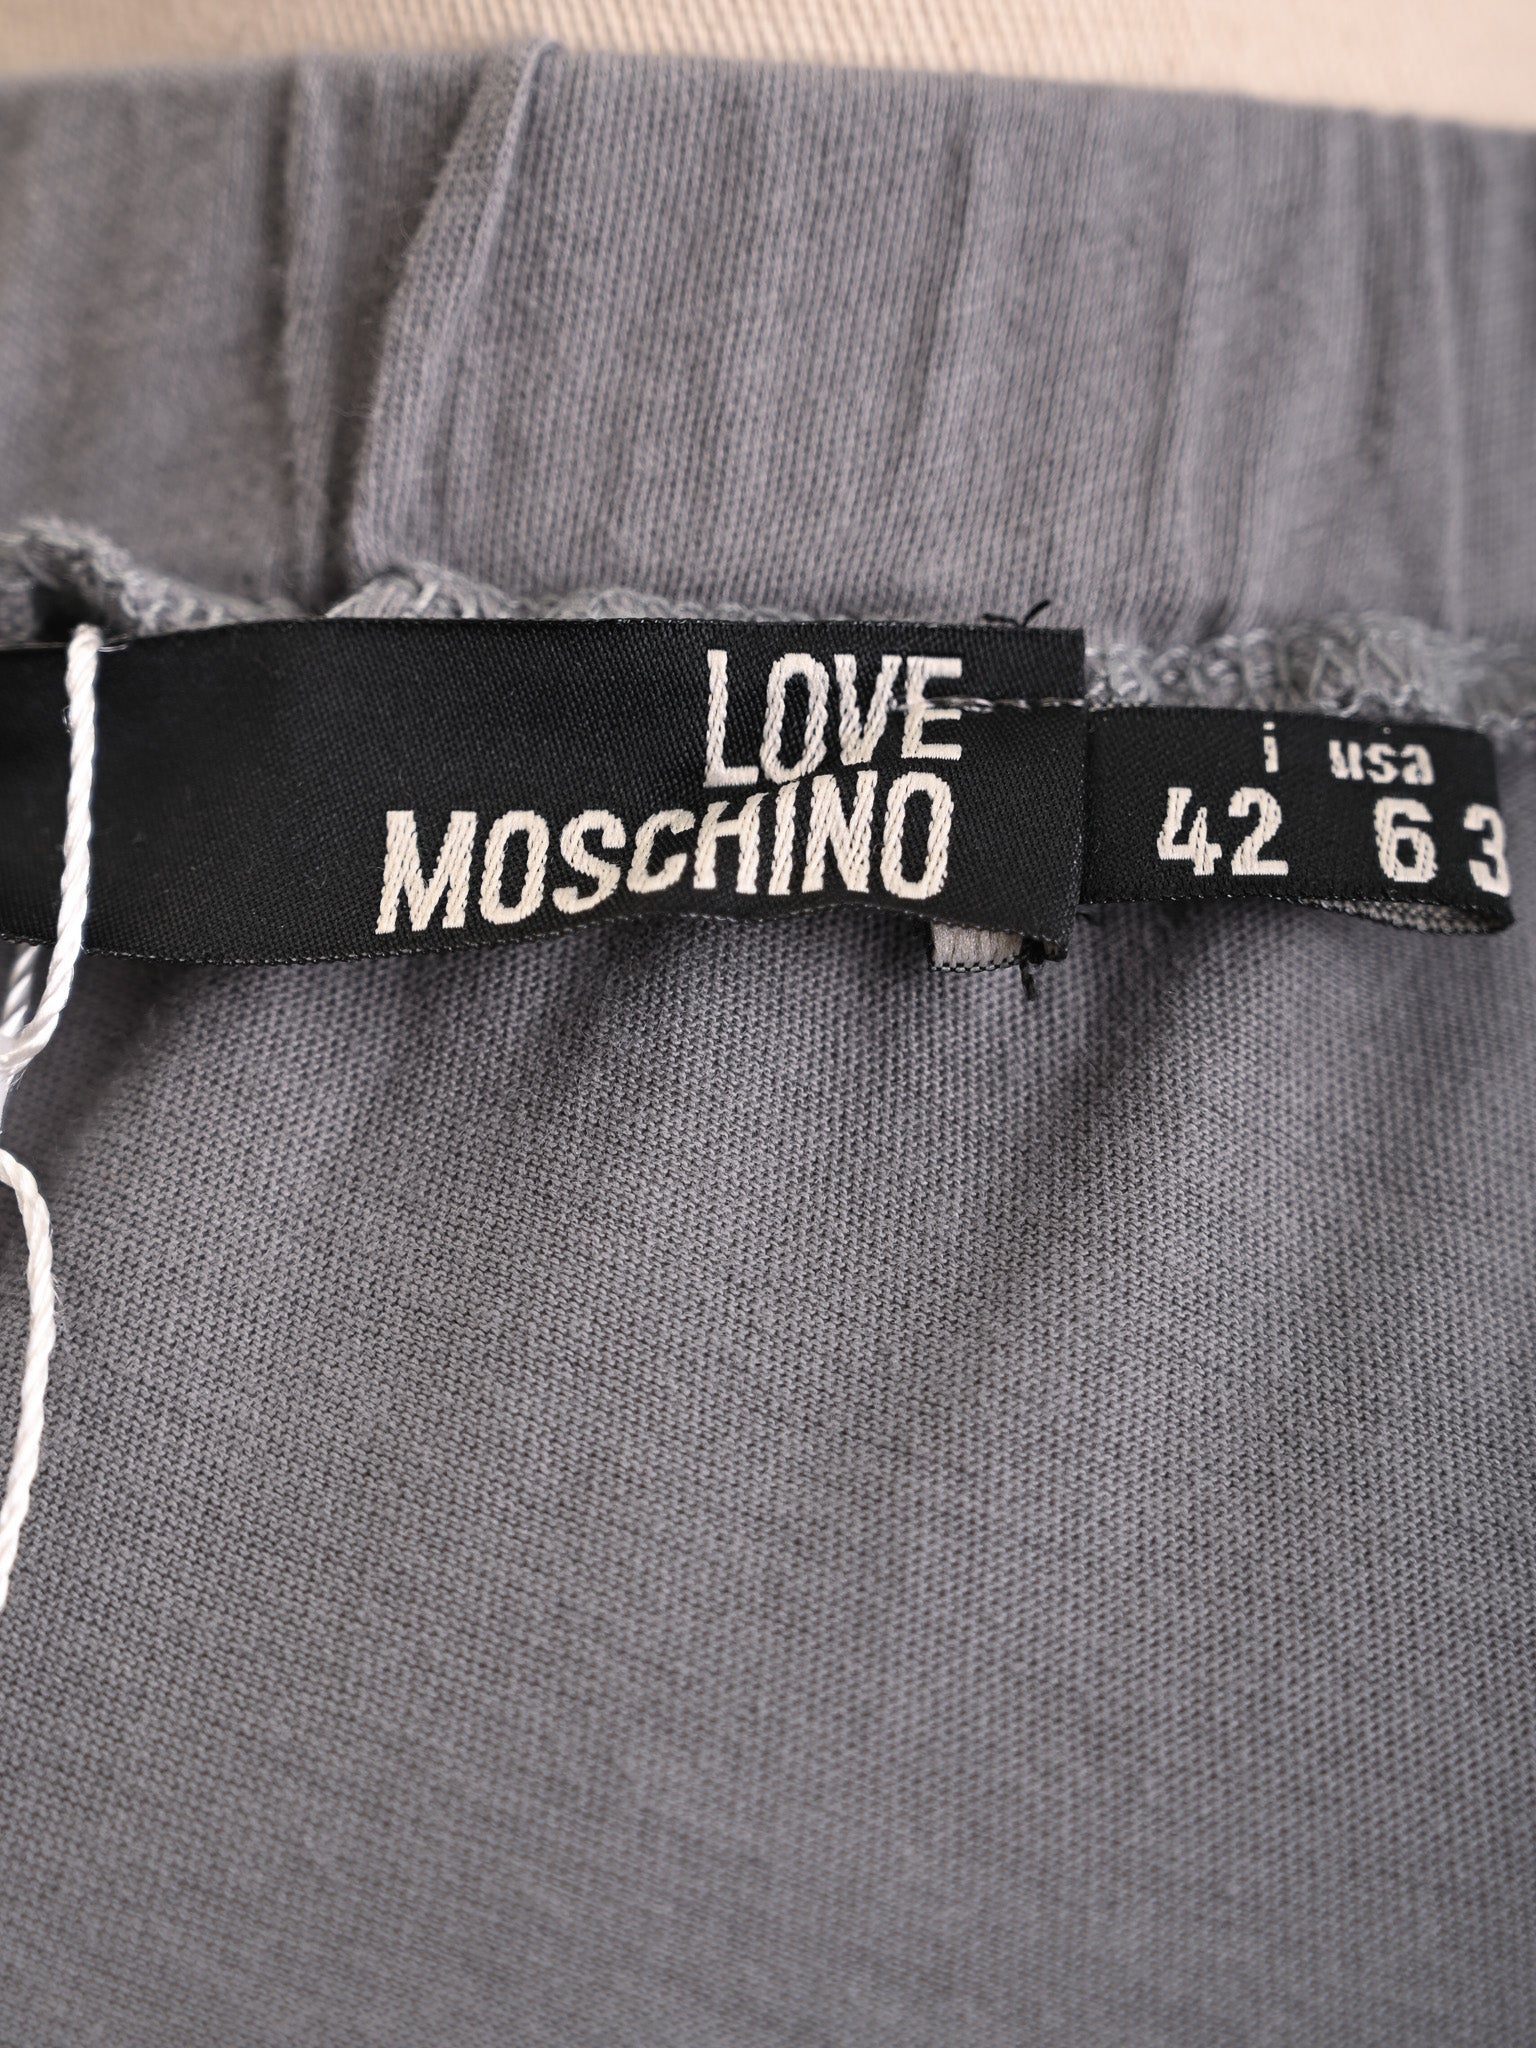 LOVE
MOSCHINO
i usa
42 6 3